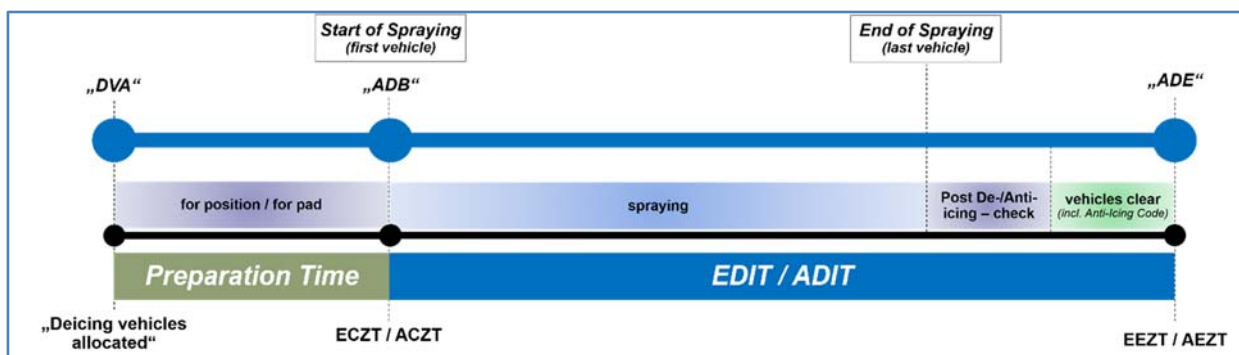 Start of Spraying
(first vehicle)
End of Spraying
(last vehicle)
„DVA“
„ADB“
„ADE“
for position / for pad
spraying
Post De-/Anti-
icing – check
vehicles clear
(incl. Anti-Icing Code)
Preparation Time
EDIT / ADIT
„Deicing vehicles
allocated“
ECZT / ACZT
EEZT / AEZT